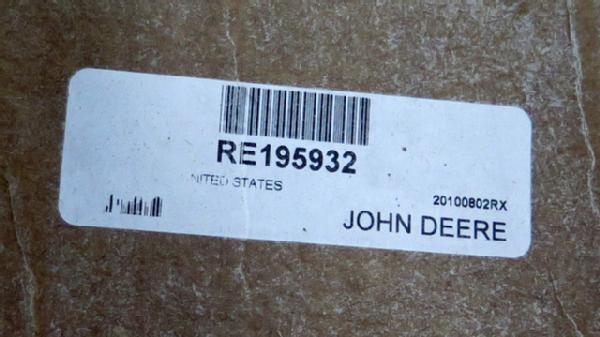 RE195932
NITED STATES
20100802RX
JOHN DEERE